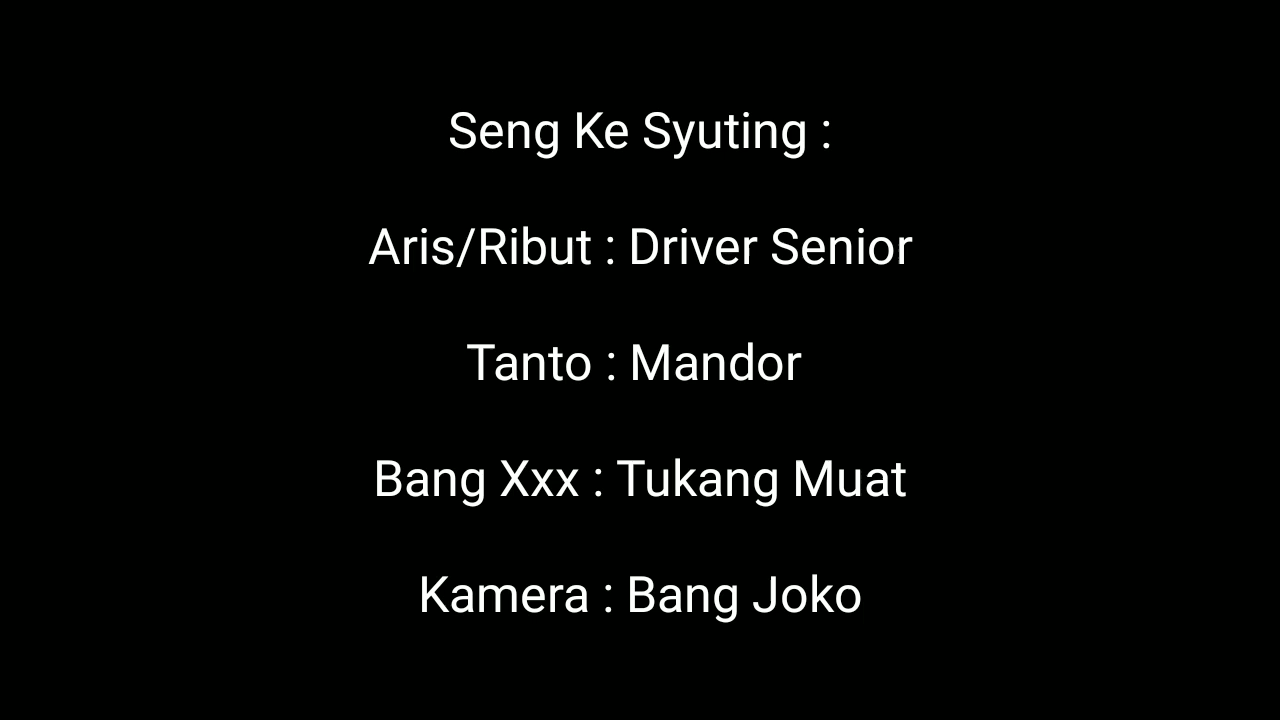 Seng Ke Syuting :
Aris/Ribut : Driver Senior
Tanto : Mandor
Bang Xxx : Tukang Muat
Kamera : Bang Joko